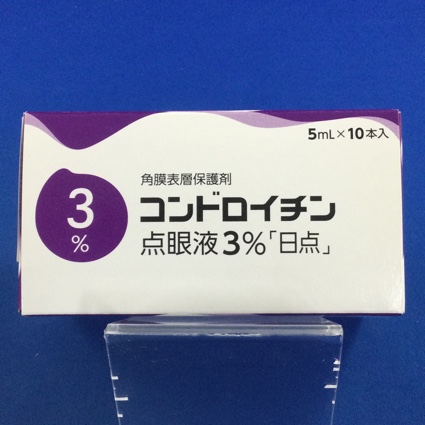 5mL×10本入
角膜表層保護剤
3%
コンドロイチン
点眼液3%「日点」